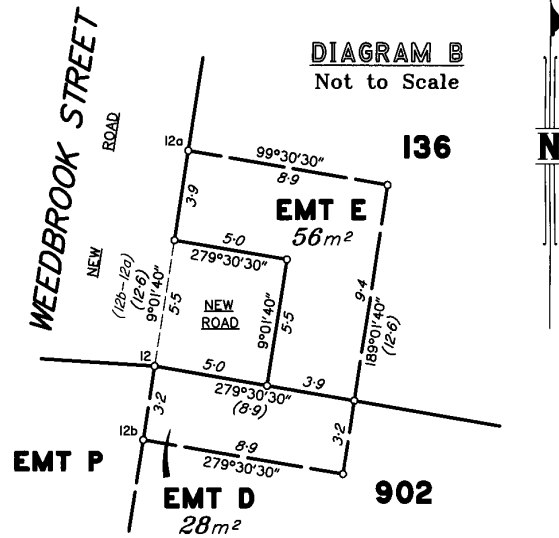 DIAGRAM B
Not to Scale
WEEDBROOK STREET
ROAD
NEW
N
136
12a
99°30'30"
8·9
EMT E
56m²
3·9
5·0
279°30'30"
(12b–12a)
(12·6)
9°01'40"
5·5
NEW
ROAD
9°01'40"
5·5
9·4
189°01'40"
(12·6)
12
5·0
279°30'30"
(8·9)
3·9
3·2
3·2
12b
8·9
279°30'30"
EMT P
EMT D
28m²
902